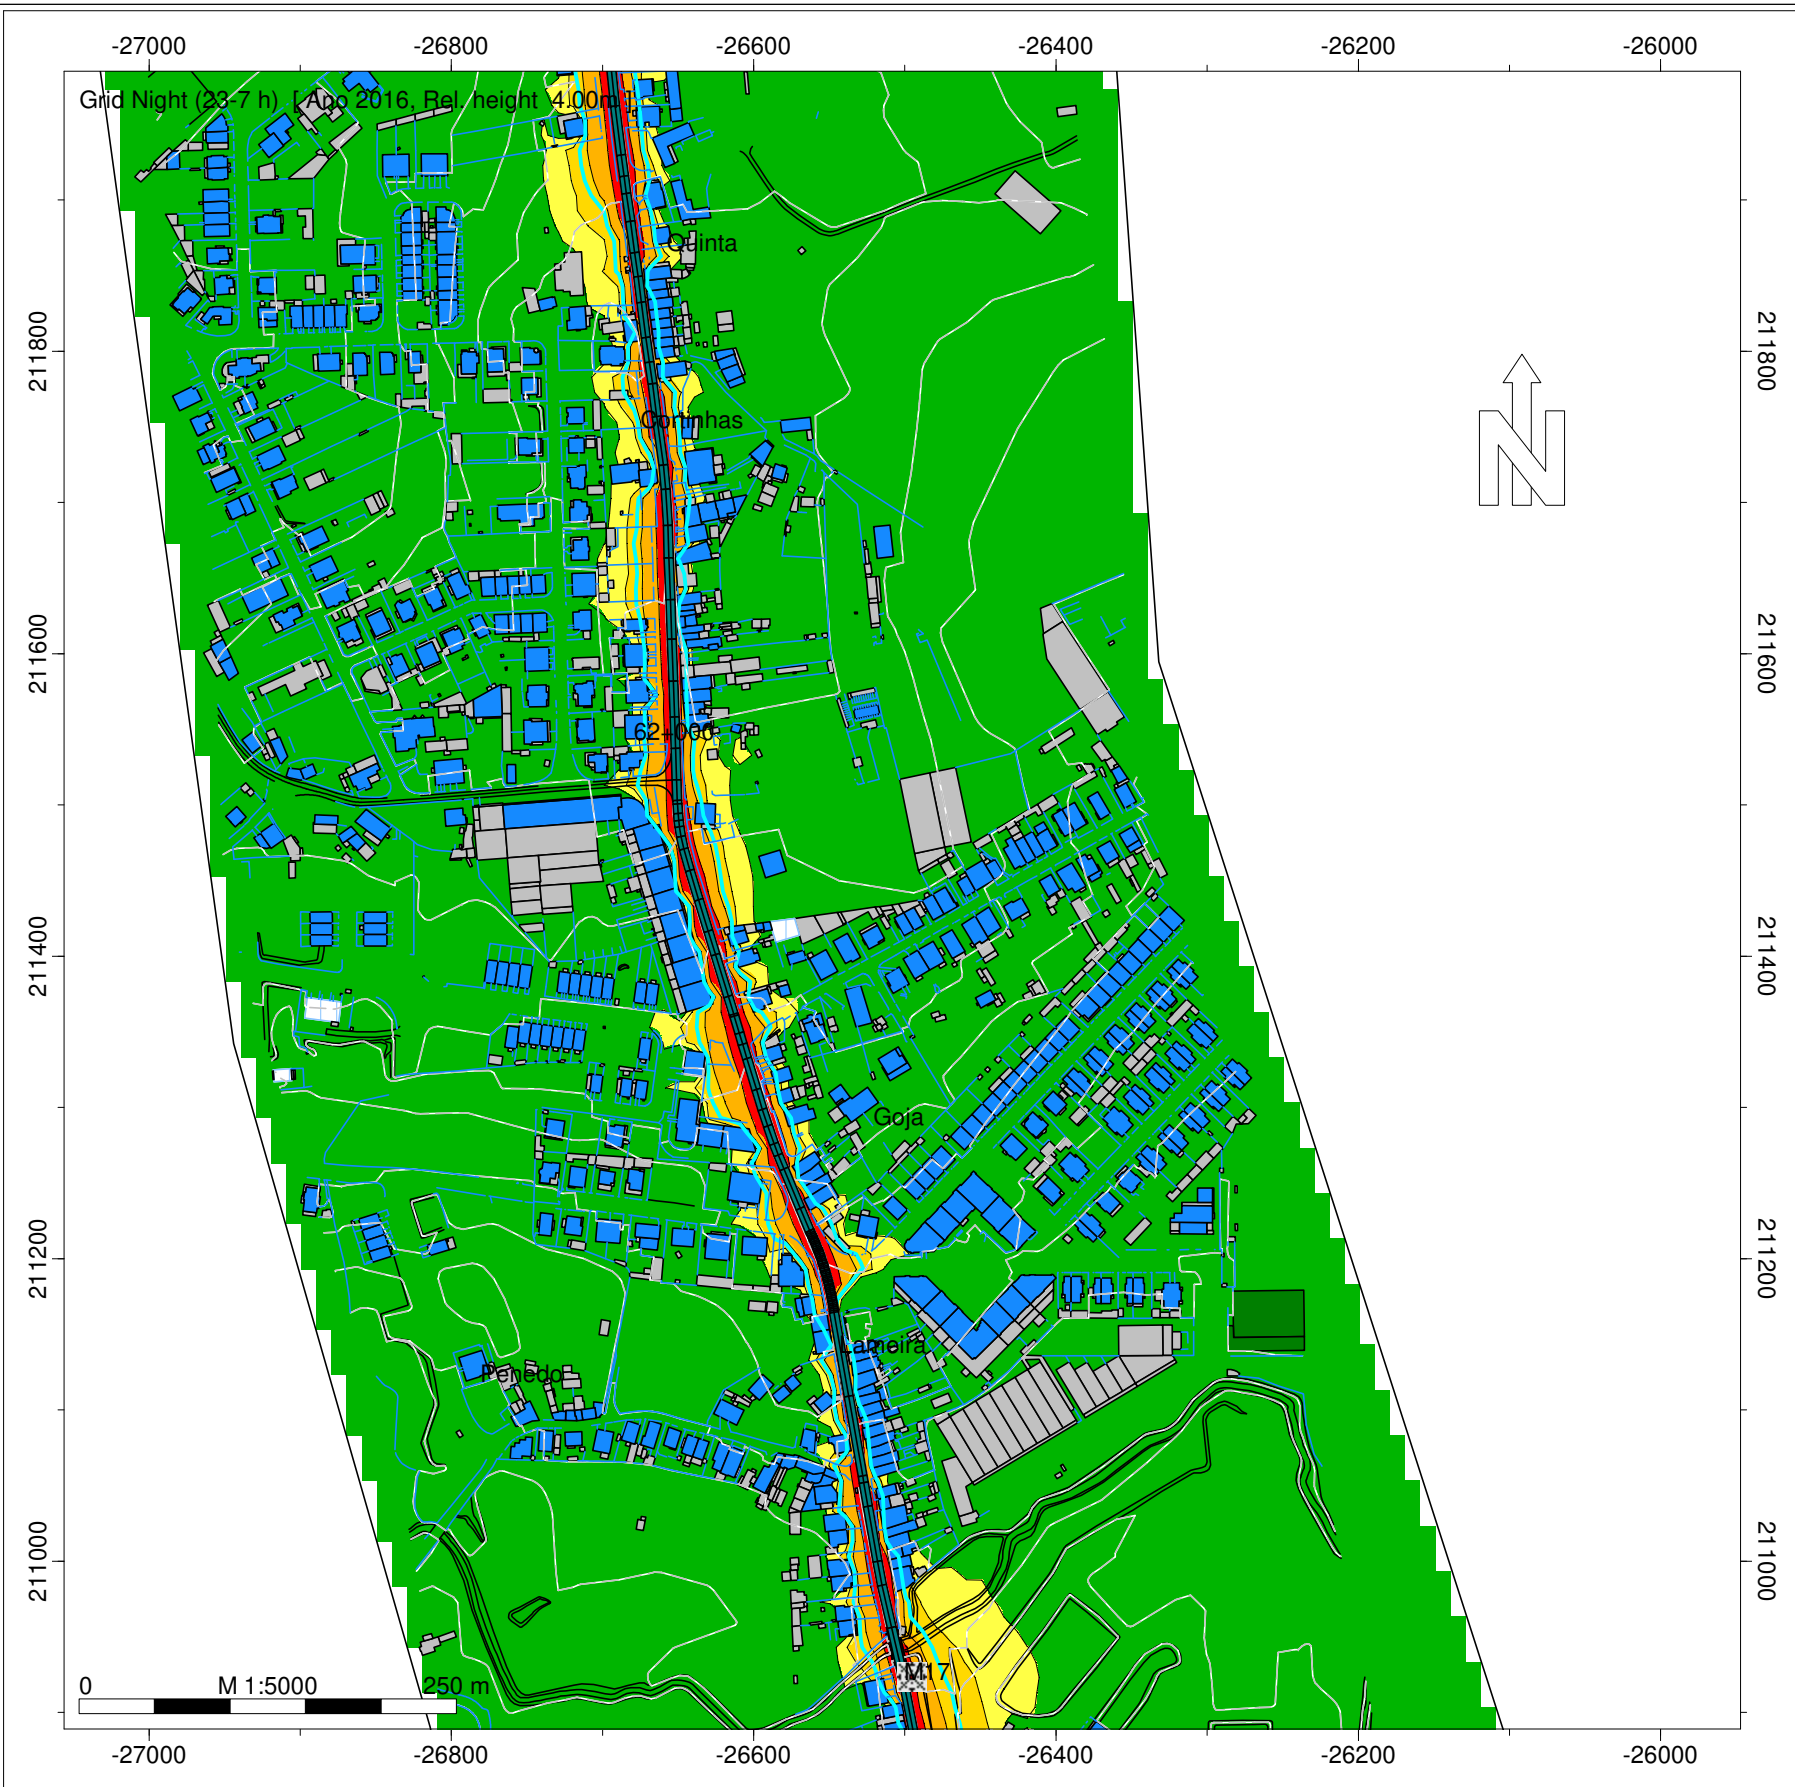 -27000 -26800 -26600 -26400 -26200 -26000
Grid Night (23-7 h) [ Ano 2016, Rel. height 4.00m ]
Quinta
211800 211800
Cortinhas
N
211600 211600
62+000
211400 211400
Goja
211200 211200
Lameira
Penedo
211000 211000
M17
0 M 1:5000 250 m
-27000 -26800 -26600 -26400 -26200 -26000